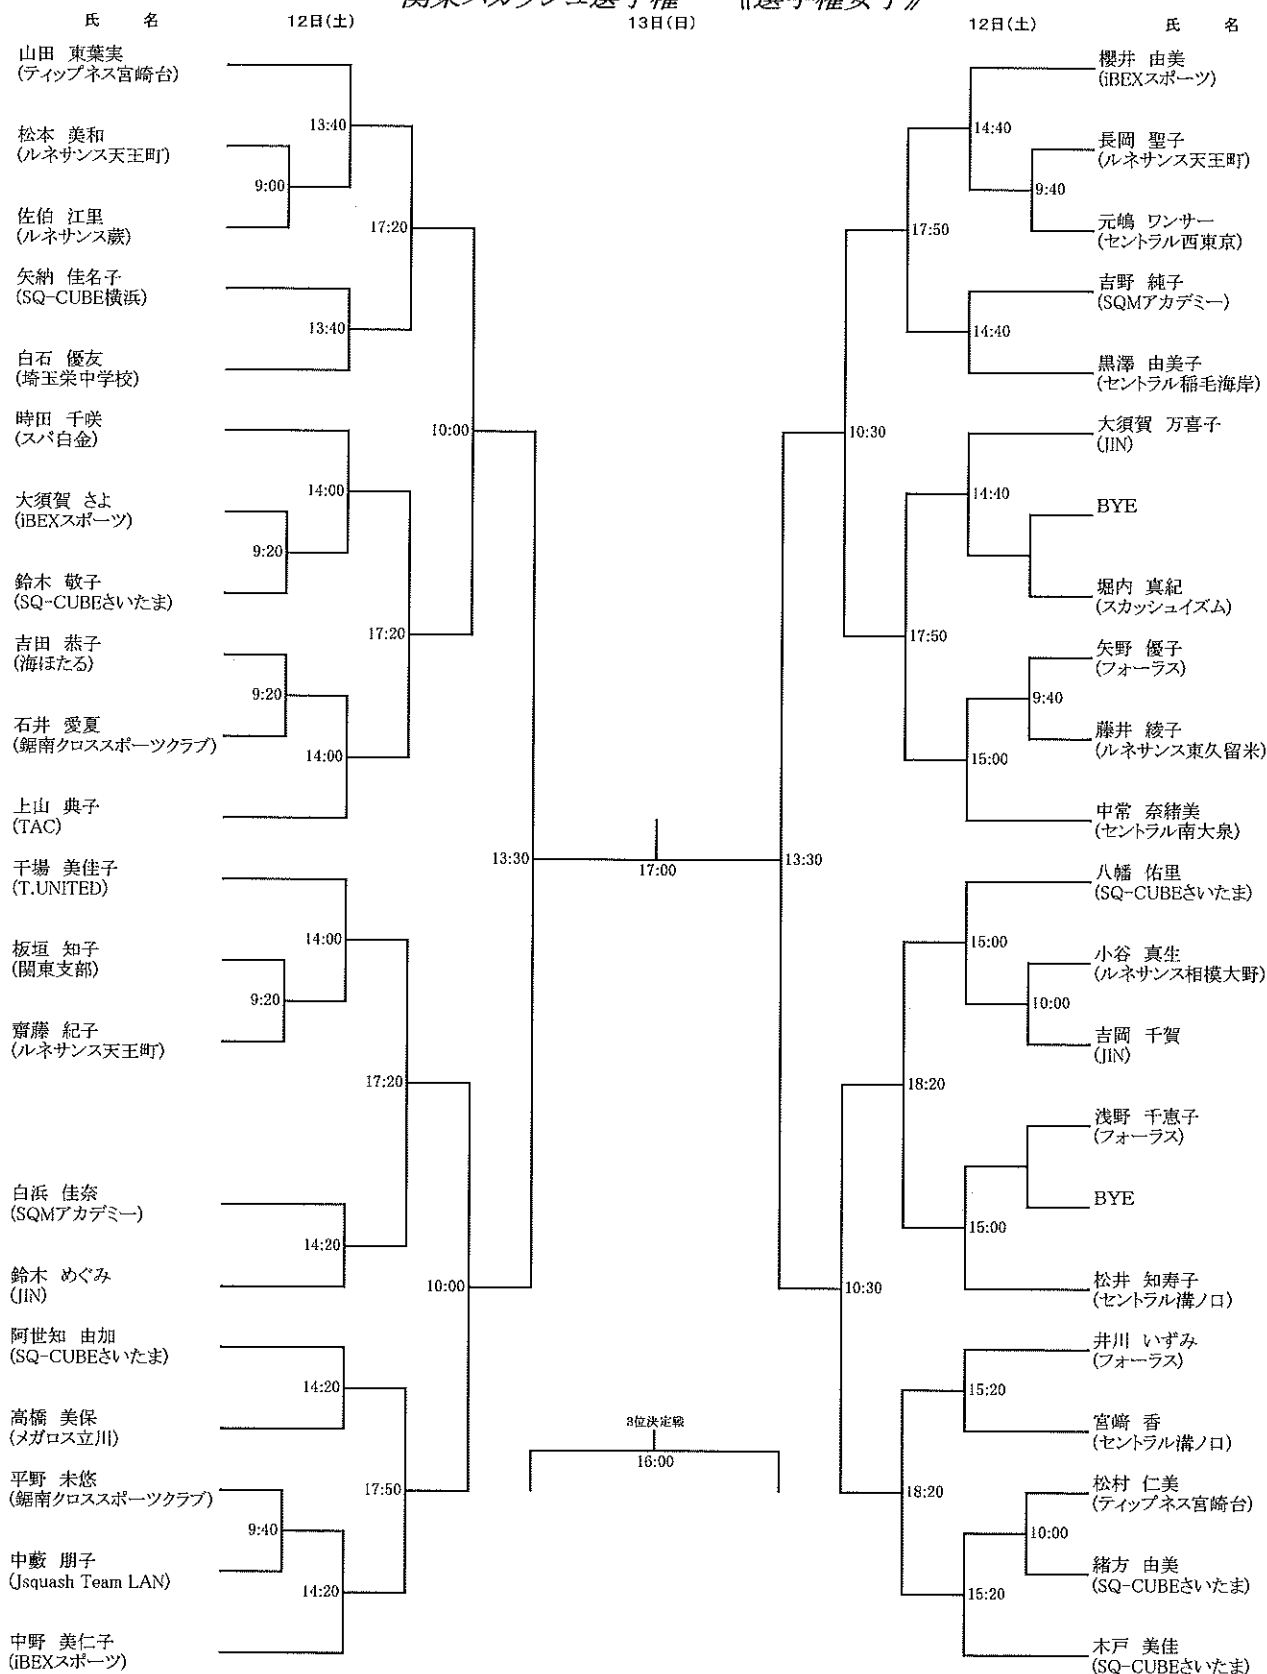 関東スカッシュ選手権 《選手権女子》
氏 名 12日(土) 13日(日) 12日(土) 氏 名
山田 東葉実
(ティップネス宮崎台)
13:40
松本 美和
(ルネサンス天王町)
9:00
佐伯 江里
(ルネサンス蕨)
17:20
矢納 佳名子
(SQ-CUBE横浜)
13:40
白石 優友
(埼玉栄中学校)
時田 千咲
(スパ白金)
10:00
14:00
大須賀 さよ
(iBEXスポーツ)
9:20
鈴木 敬子
(SQ-CUBEさいたま)
17:20
吉田 恭子
(海ほたる)
9:20
石井 愛夏
(鋸南クロススポーツクラブ)
14:00
上山 典子
(TAC)
13:30
干場 美佳子
(T.UNITED)
14:00
板垣 知子
(関東支部)
9:20
齋藤 紀子
(ルネサンス天王町)
17:20
白浜 佳奈
(SQMアカデミー)
14:20
鈴木 めぐみ
(JIN)
10:00
阿世知 由加
(SQ-CUBEさいたま)
14:20
高橋 美保
(メガロス立川)
平野 未悠
(鋸南クロススポーツクラブ)
17:50
9:40
中藪 朋子
(Jsquash Team LAN)
14:20
中野 美仁子
(iBEXスポーツ)
17:00
3位決定戦
16:00
櫻井 由美
(iBEXスポーツ)
14:40
長岡 聖子
(ルネサンス天王町)
9:40
元嶋 ワンサー
(セントラル西東京)
17:50
吉野 純子
(SQMアカデミー)
14:40
黒澤 由美子
(セントラル稲毛海岸)
大須賀 万喜子
(JIN)
10:30
14:40
BYE
堀内 真紀
(スカッシュイズム)
17:50
矢野 優子
(フォーラス)
9:40
藤井 綾子
(ルネサンス東久留米)
15:00
中常 奈緒美
(セントラル南大泉)
13:30
八幡 佑里
(SQ-CUBEさいたま)
15:00
小谷 真生
(ルネサンス相模大野)
10:00
吉岡 千賀
(JIN)
18:20
浅野 千恵子
(フォーラス)
BYE
15:00
松井 知寿子
(セントラル溝ノ口)
10:30
井川 いずみ
(フォーラス)
15:20
宮崎 香
(セントラル溝ノ口)
松村 仁美
(ティップネス宮崎台)
18:20
10:00
緒方 由美
(SQ-CUBEさいたま)
15:20
木戸 美佳
(SQ-CUBEさいたま)